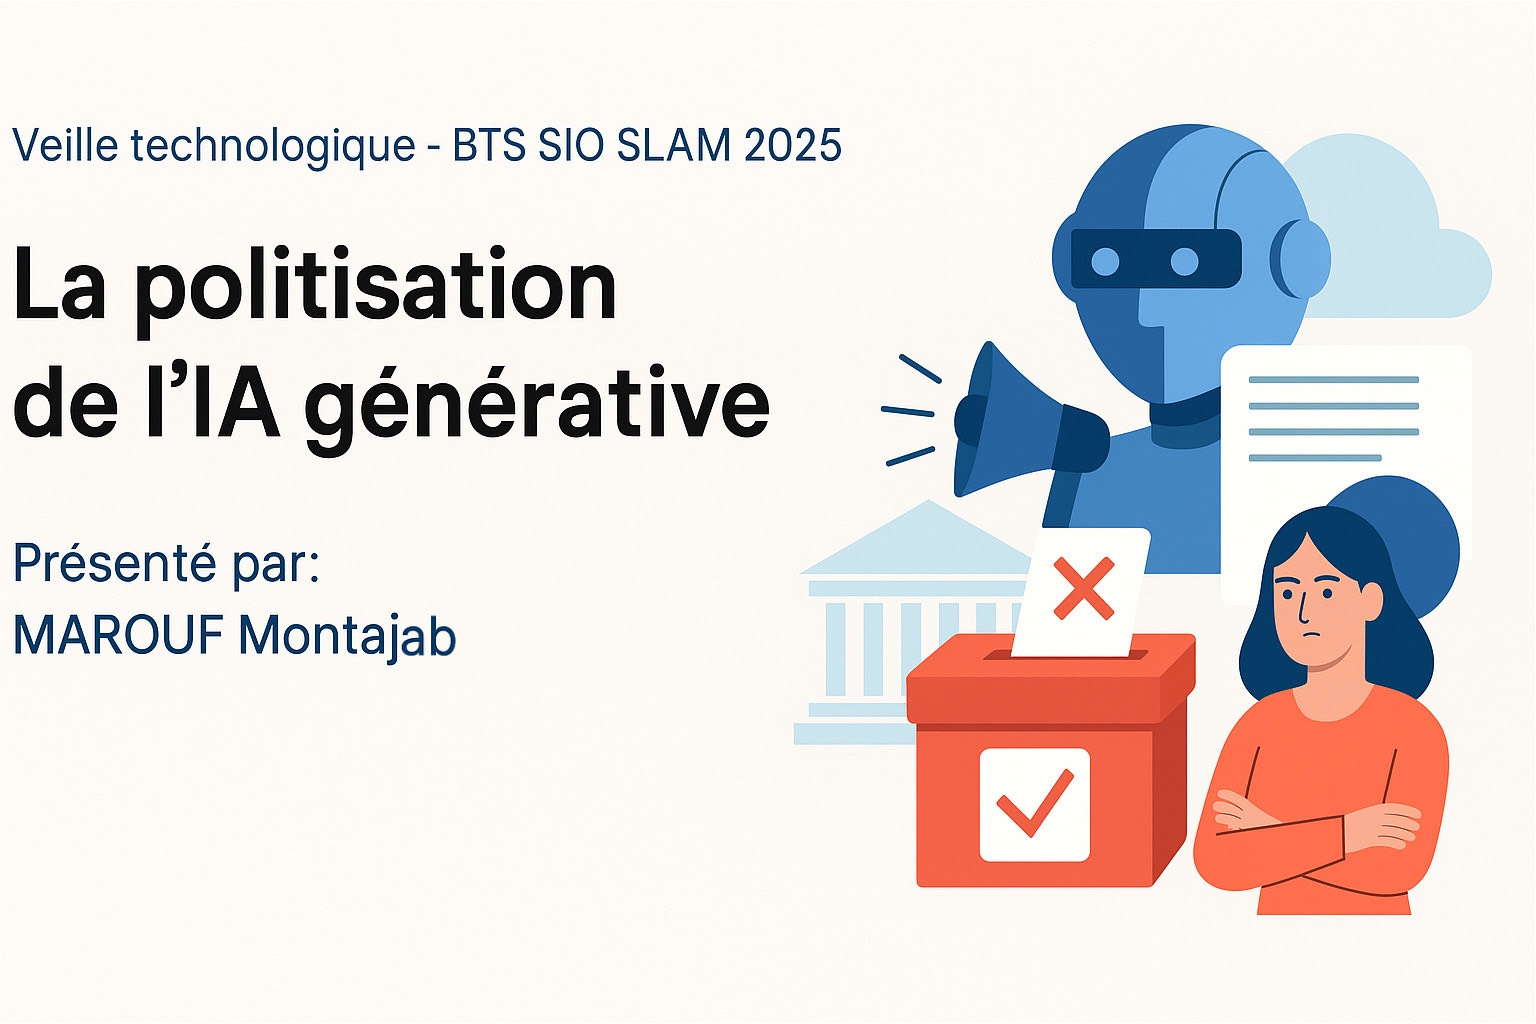 Veille technologique - BTS SIO SLAM 2025
La politisation
de l’IA générative
Présenté par:
MAROUF Montajab